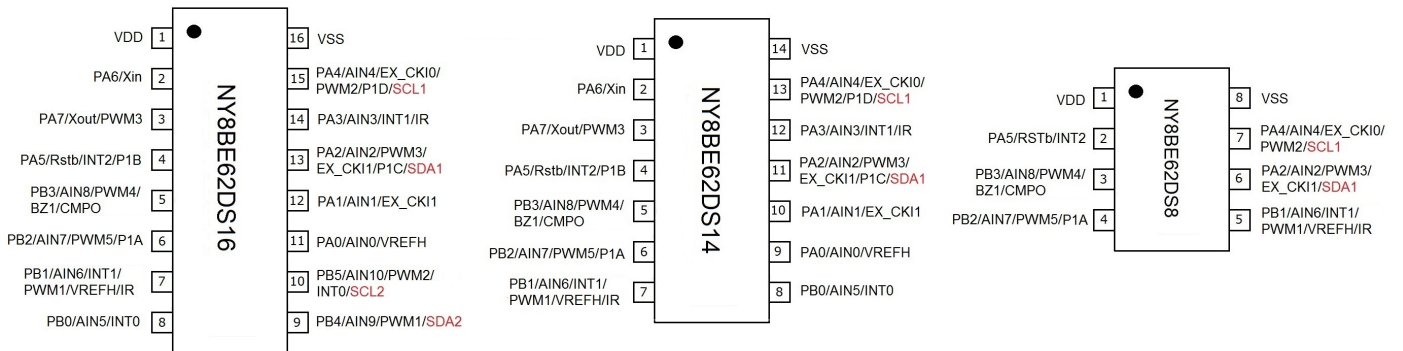 VDD 1
PA6/Xin 2
PA7/Xout/PWM3 3
PA5/Rstb/INT2/P1B 4
PB3/AIN8/PWM4/
BZ1/CMPO 5
PB2/AIN7/PWM5/P1A 6
PB1/AIN6/INT1/
PWM1/VREFH/IR 7
PB0/AIN5/INT0 8
NY8BE62DS16
16 VSS
15 PA4/AIN4/EX_CKI0/
PWM2/P1D/SCL1
14 PA3/AIN3/INT1/IR
13 PA2/AIN2/PWM3/
EX_CKI1/P1C/SDA1
12 PA1/AIN1/EX_CKI1
11 PA0/AIN0/VREFH
10 PB5/AIN10/PWM2/
INT0/SCL2
9 PB4/AIN9/PWM1/SDA2
VDD 1
PA6/Xin 2
PA7/Xout/PWM3 3
PA5/Rstb/INT2/P1B 4
PB3/AIN8/PWM4/
BZ1/CMPO 5
PB2/AIN7/PWM5/P1A 6
PB1/AIN6/INT1/
PWM1/VREFH/IR 7
NY8BE62DS14
14 VSS
13 PA4/AIN4/EX_CKI0/
PWM2/P1D/SCL1
12 PA3/AIN3/INT1/IR
11 PA2/AIN2/PWM3/
EX_CKI1/P1C/SDA1
10 PA1/AIN1/EX_CKI1
9 PA0/AIN0/VREFH
8 PB0/AIN5/INT0
VDD 1
PA5/RSTb/INT2 2
PB3/AIN8/PWM4/
BZ1/CMPO 3
PB2/AIN7/PWM5/P1A 4
NY8BE62DS8
8 VSS
7 PA4/AIN4/EX_CKI0/
PWM2/SCL1
6 PA2/AIN2/PWM3/
EX_CKI1/SDA1
5 PB1/AIN6/INT1/
PWM1/VREFH/IR